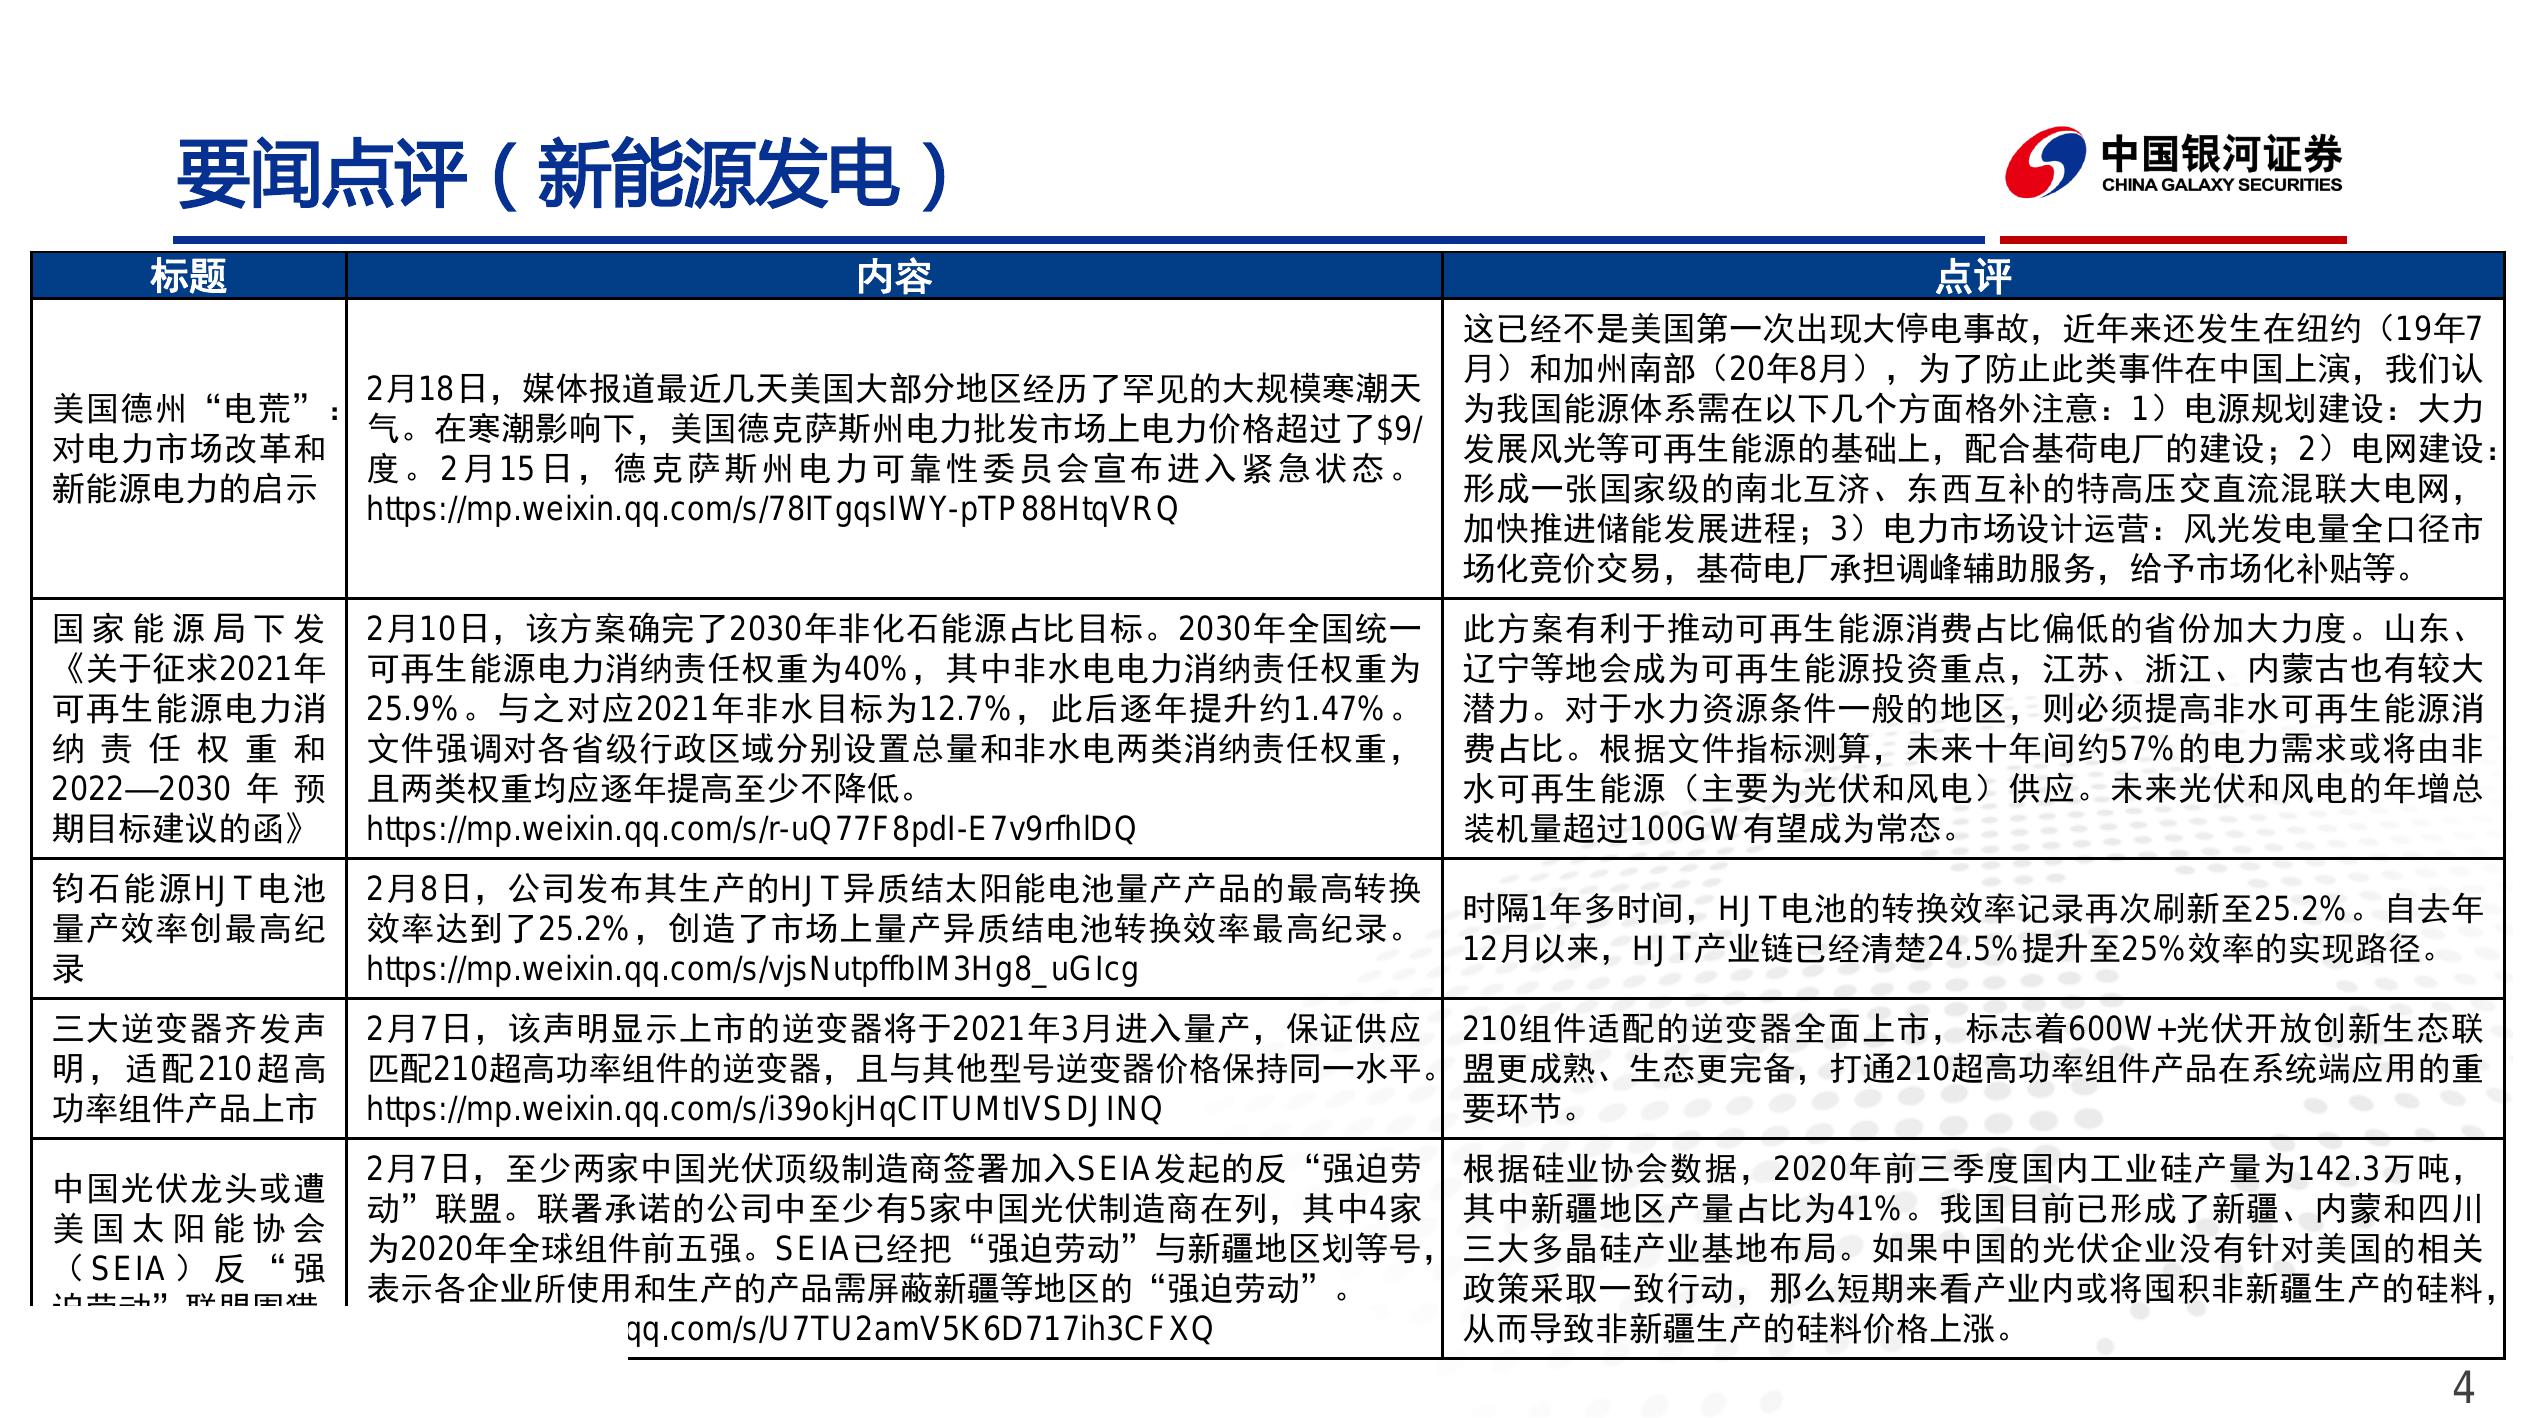 要闻点评（新能源发电）
中国银河证券
CHINA GALAXY SECURITIES
标题
内容
点评
美国德州“电荒”：
对电力市场改革和
新能源电力的启示
2月18日，媒体报道最近几天美国大部分地区经历了罕见的大规模寒潮天
气。在寒潮影响下，美国德克萨斯州电力批发市场上电力价格超过了$9/
度。2月15日，德克萨斯州电力可靠性委员会宣布进入紧急状态。
https://mp.weixin.qq.com/s/78ITgqsIWY-pTP88HtqVRQ
这已经不是美国第一次出现大停电事故，近年来还发生在纽约（19年7
月）和加州南部（20年8月），为了防止此类事件在中国上演，我们认
为我国能源体系需在以下几个方面格外注意：1）电源规划建设：大力
发展风光等可再生能源的基础上，配合基荷电厂的建设；2）电网建设：
形成一张国家级的南北互济、东西互补的特高压交直流混联大电网，
加快推进储能发展进程；3）电力市场设计运营：风光发电量全口径市
场化竞价交易，基荷电厂承担调峰辅助服务，给予市场化补贴等。
国家能源局下发
《关于征求2021年
可再生能源电力消
纳责任权重和
2022—2030年预
期目标建议的函》
2月10日，该方案确完了2030年非化石能源占比目标。2030年全国统一
可再生能源电力消纳责任权重为40%，其中非水电电力消纳责任权重为
25.9%。与之对应2021年非水目标为12.7%，此后逐年提升约1.47%。
文件强调对各省级行政区域分别设置总量和非水电两类消纳责任权重，
且两类权重均应逐年提高至少不降低。
https://mp.weixin.qq.com/s/r-uQ77F8pdI-E7v9rfhlDQ
此方案有利于推动可再生能源消费占比偏低的省份加大力度。山东、
辽宁等地会成为可再生能源投资重点，江苏、浙江、内蒙古也有较大
潜力。对于水力资源条件一般的地区，则必须提高非水可再生能源消
费占比。根据文件指标测算，未来十年间约57%的电力需求或将由非
水可再生能源（主要为光伏和风电）供应。未来光伏和风电的年增总
装机量超过100GW有望成为常态。
钧石能源HJT电池
量产效率创最高纪
录
2月8日，公司发布其生产的HJT异质结太阳能电池量产产品的最高转换
效率达到了25.2%，创造了市场上量产异质结电池转换效率最高纪录。
https://mp.weixin.qq.com/s/vjsNutpffbIM3Hg8_uGIcg
时隔1年多时间，HJT电池的转换效率记录再次刷新至25.2%。自去年
12月以来，HJT产业链已经清楚24.5%提升至25%效率的实现路径。
三大逆变器齐发声
明，适配210超高
功率组件产品上市
2月7日，该声明显示上市的逆变器将于2021年3月进入量产，保证供应
匹配210超高功率组件的逆变器，且与其他型号逆变器价格保持同一水平。
https://mp.weixin.qq.com/s/i39okjHqCITUMtIVSDJINQ
210组件适配的逆变器全面上市，标志着600W+光伏开放创新生态联
盟更成熟、生态更完备，打通210超高功率组件产品在系统端应用的重
要环节。
中国光伏龙头或遭
美国太阳能协会
（SEIA）反“强
迫劳动”联盟围猎
2月7日，至少两家中国光伏顶级制造商签署加入SEIA发起的反“强迫劳
动”联盟。联署承诺的公司中至少有5家中国光伏制造商在列，其中4家
为2020年全球组件前五强。SEIA已经把“强迫劳动”与新疆地区划等号，
表示各企业所使用和生产的产品需屏蔽新疆等地区的“强迫劳动”。
qq.com/s/U7TU2amV5K6D717ih3CFXQ
根据硅业协会数据，2020年前三季度国内工业硅产量为142.3万吨，
其中新疆地区产量占比为41%。我国目前已形成了新疆、内蒙和四川
三大多晶硅产业基地布局。如果中国的光伏企业没有针对美国的相关
政策采取一致行动，那么短期来看产业内或将囤积非新疆生产的硅料，
从而导致非新疆生产的硅料价格上涨。
4